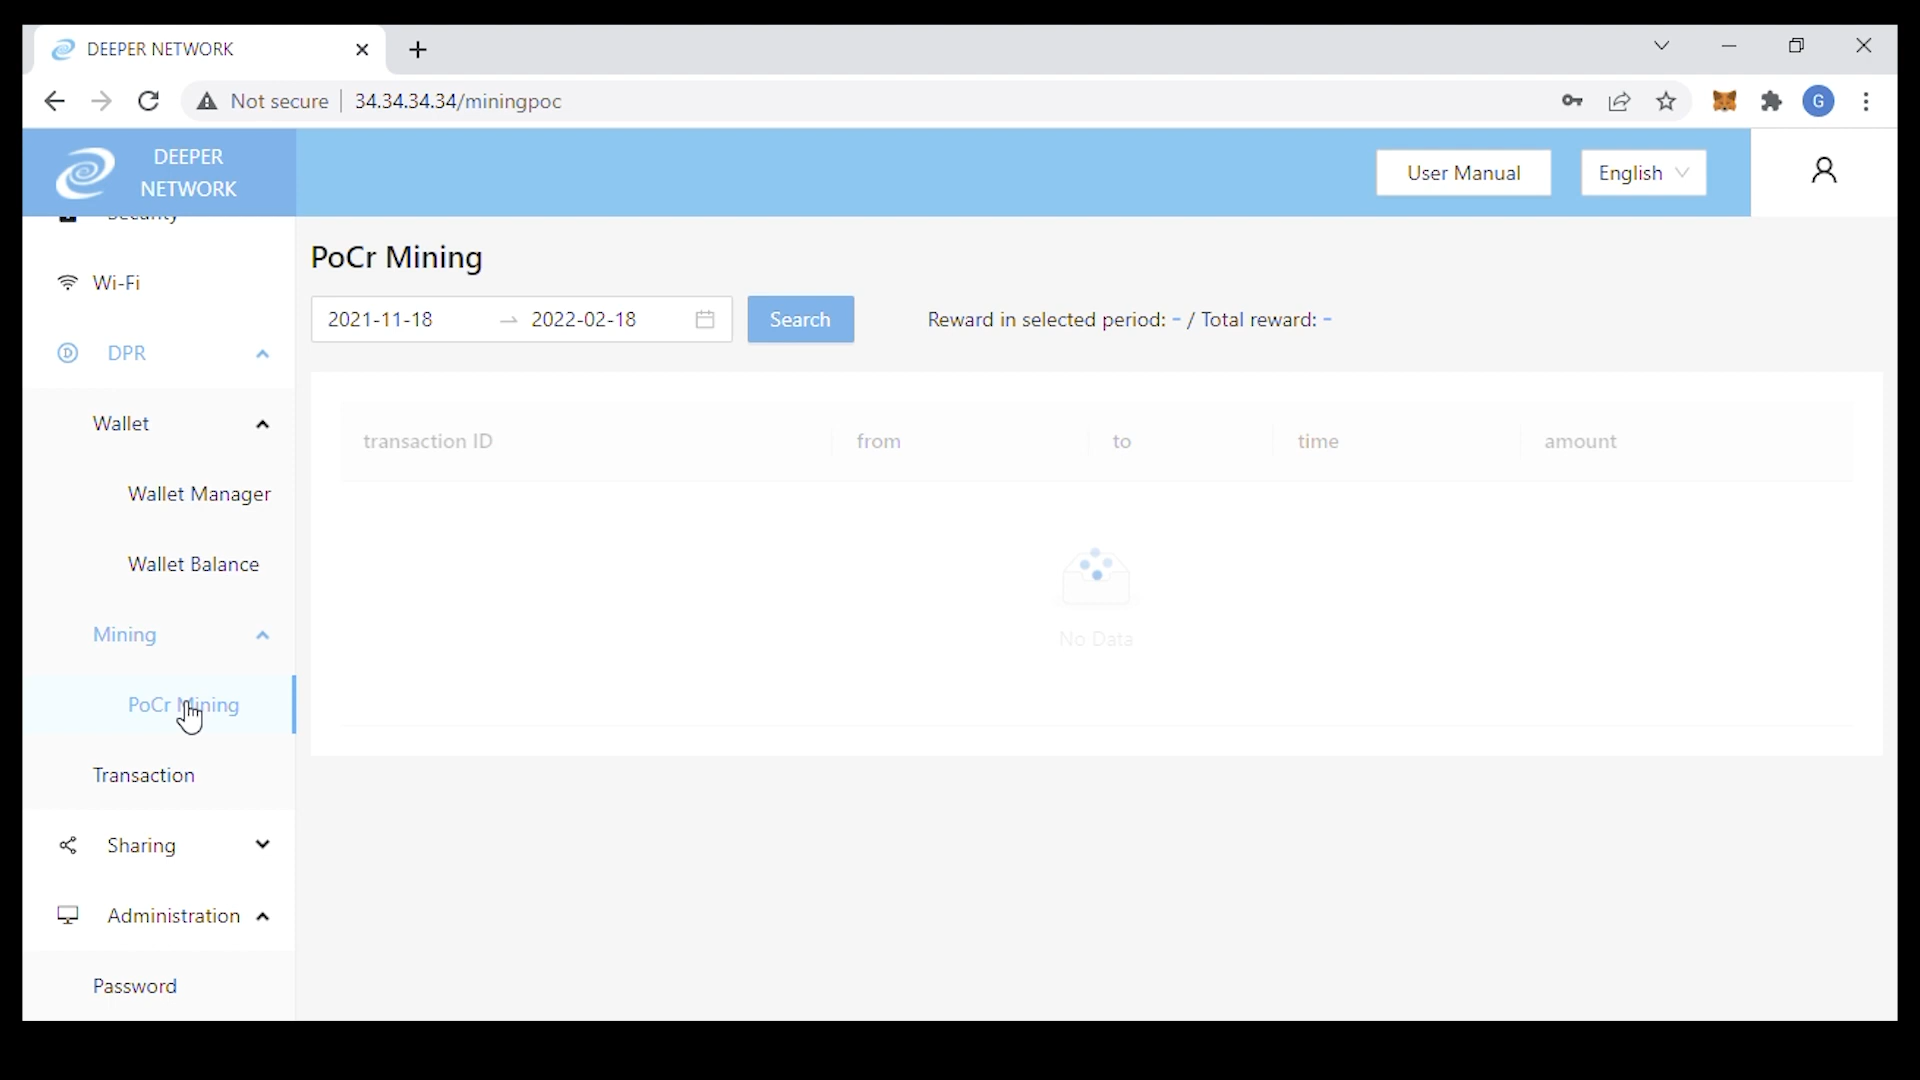 DEEPER NETWORK
Not secure
34.34.34.34/miningpoc
G
DEEPER
NETWORK
User Manual
English
Security
Wi-Fi
DPR
Wallet
Wallet Manager
Wallet Balance
Mining
PoCr Mining
Transaction
Sharing
Administration
Password
PoCr Mining
2021-11-18
2022-02-18
Search
Reward in selected period: - / Total reward: -
transaction ID
from
to
time
amount
No Data